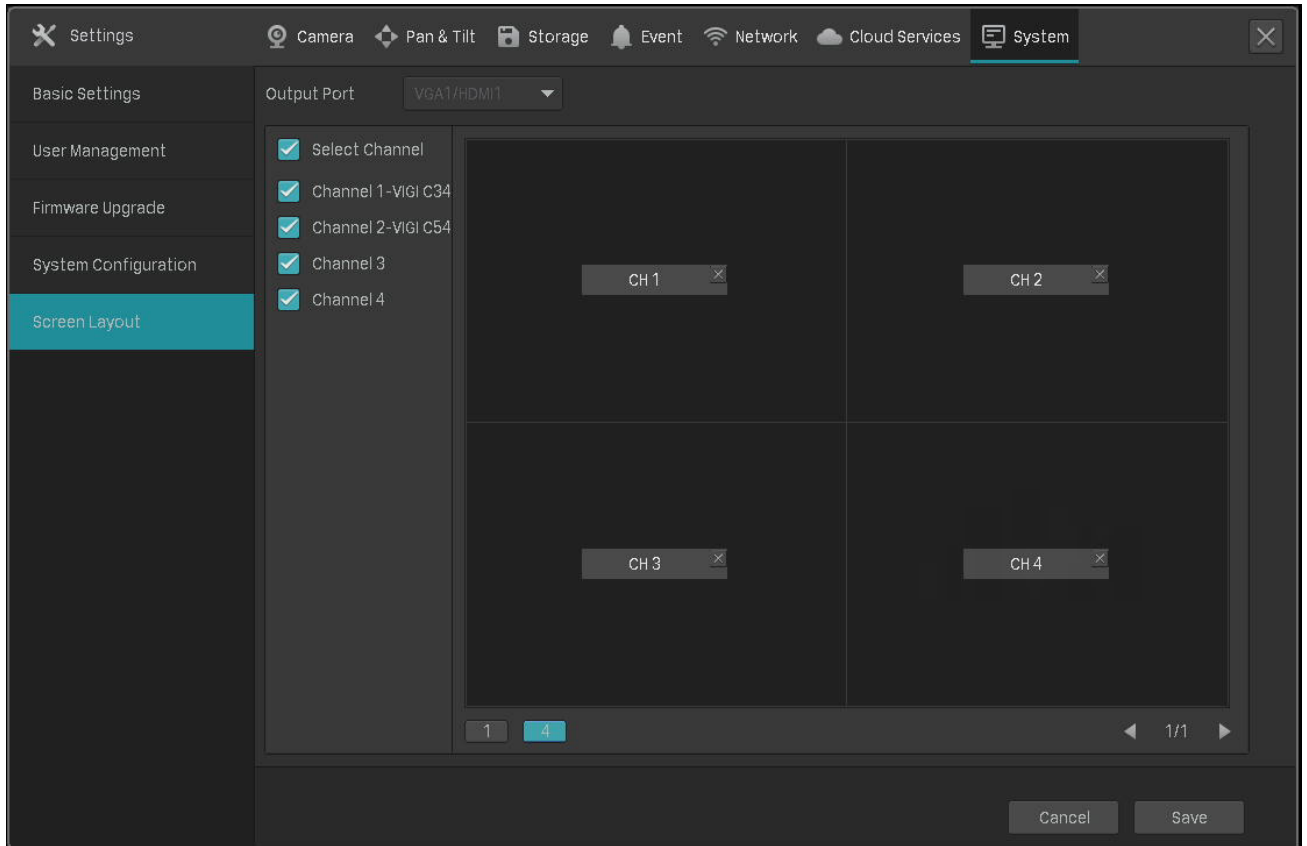 Settings
Camera
Pan & Tilt
Storage
Event
Network
Cloud Services
System
Basic Settings
User Management
Firmware Upgrade
System Configuration
Screen Layout
Output Port
VGA1/HDMI1
Select Channel
Channel 1-VIGI C34
Channel 2-VIGI C54
Channel 3
Channel 4
CH 1
CH 2
CH 3
CH 4
1
4
1/1
Cancel
Save